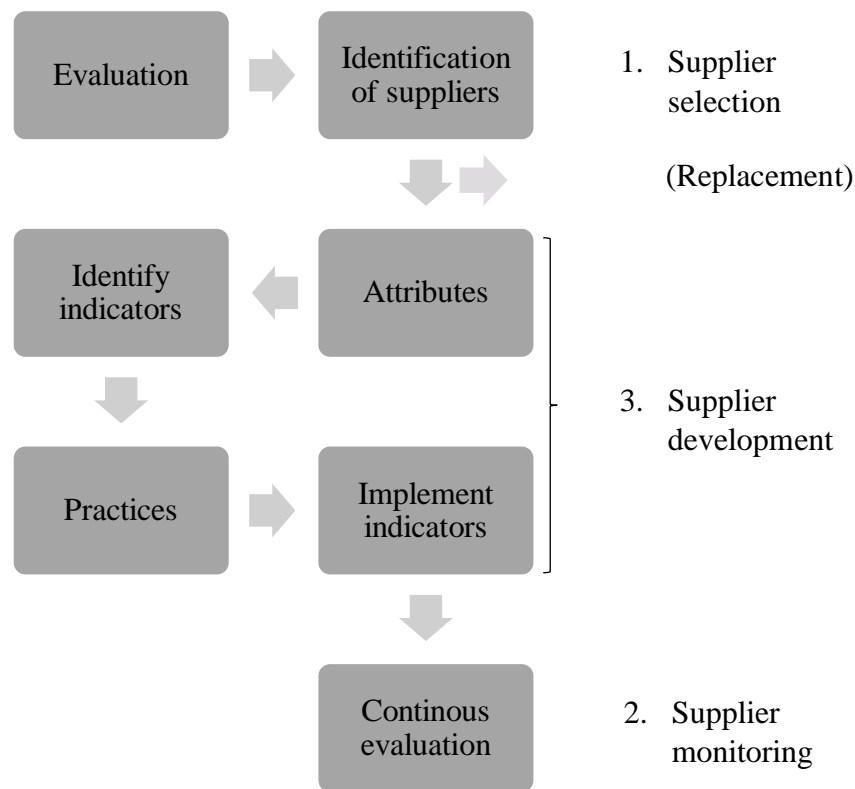 Evaluation
Identification
of suppliers
1. Supplier
selection
(Replacement)
Identify
indicators
Attributes
3. Supplier
development
Practices
Implement
indicators
Continous
evaluation
2. Supplier
monitoring